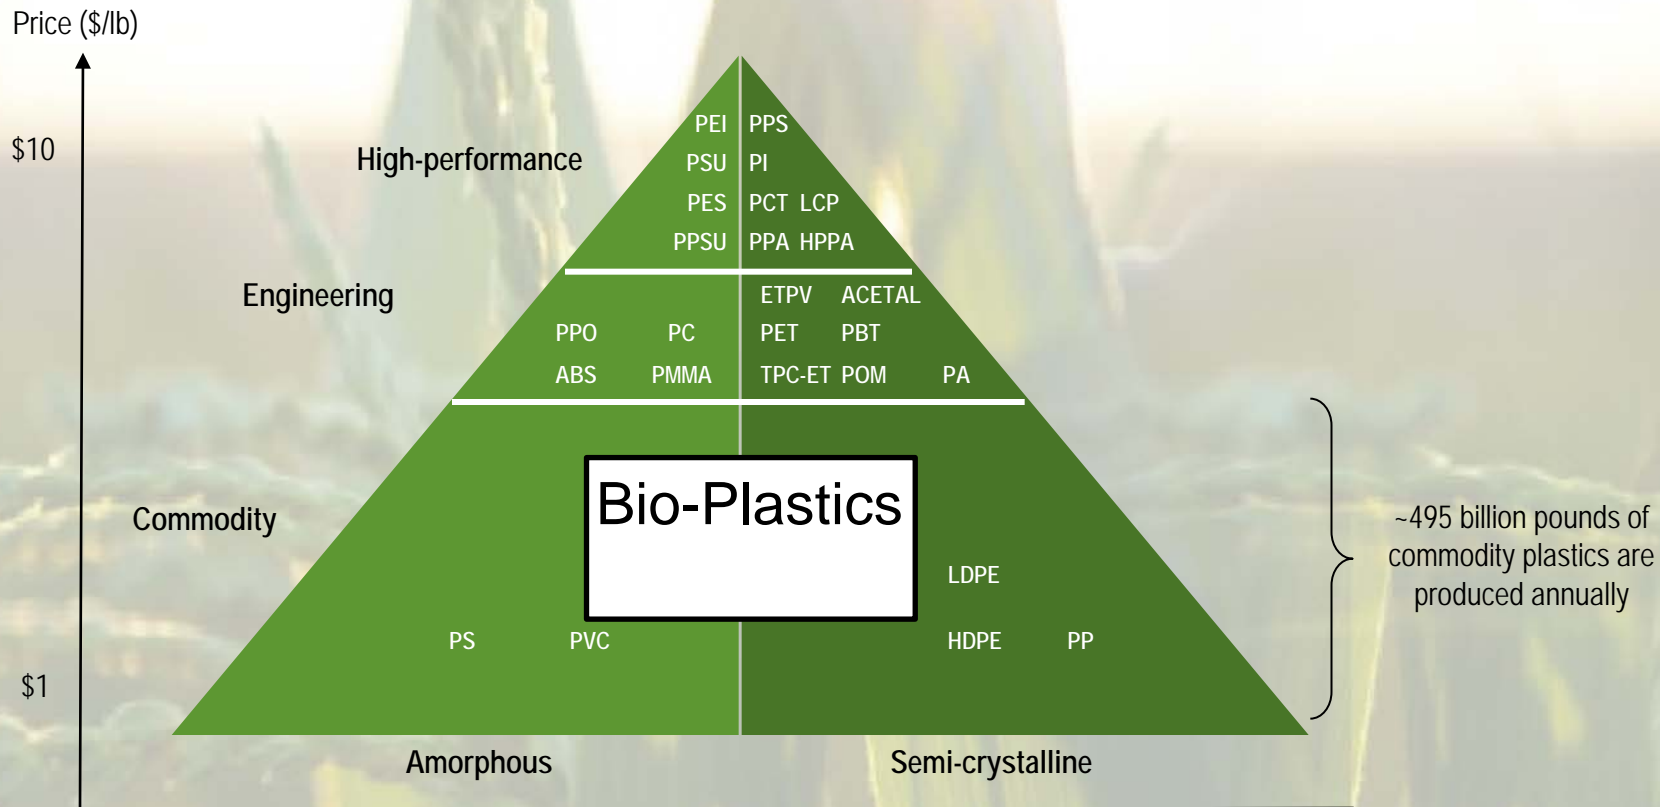 Price ($/lb)
$10
High-performance
PEI PPS
PSU PI
PES PCT LCP
PPSU PPA HPPA
Engineering
ETPV ACETAL
PPO PC PET PBT
ABS PMMA TPC-ET POM PA
Commodity
Bio-Plastics
LDPE
PS PVC HDPE PP
$1
~495 billion pounds of
commodity plastics are
produced annually
Amorphous Semi-crystalline